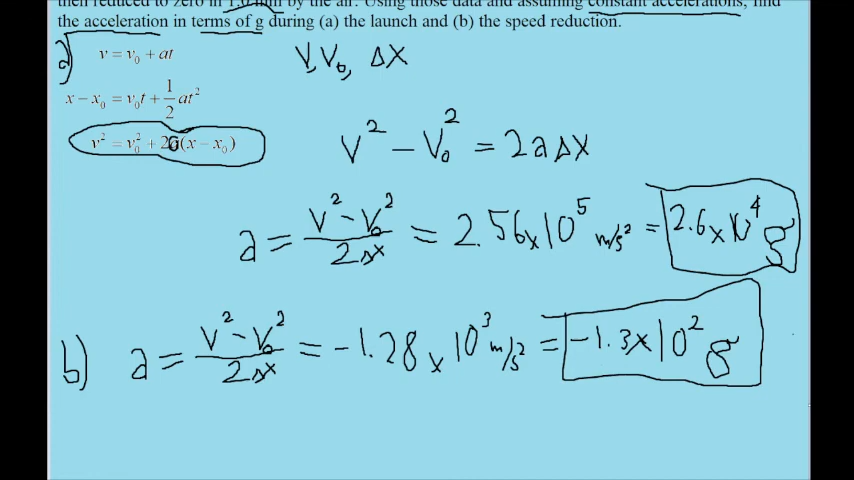 then reduced to zero in 1.0 mm by the air. Using those data and assuming constant accelerations, find
the acceleration in terms of g during (a) the launch and (b) the speed reduction.
a) v = v₀ + at
V, V₀, Δx
x − x₀ = v₀t + 1/2 at²
v² = v₀² + 2a(x − x₀)
V² − V₀² = 2aΔx
a = (V² − V₀²)/(2Δx) = 2.56 x 10⁵ m/s² = 2.6 x 10⁴ g
b) a = (V² − V₀²)/(2Δx) = −1.28 x 10³ m/s² = −1.3 x 10² g